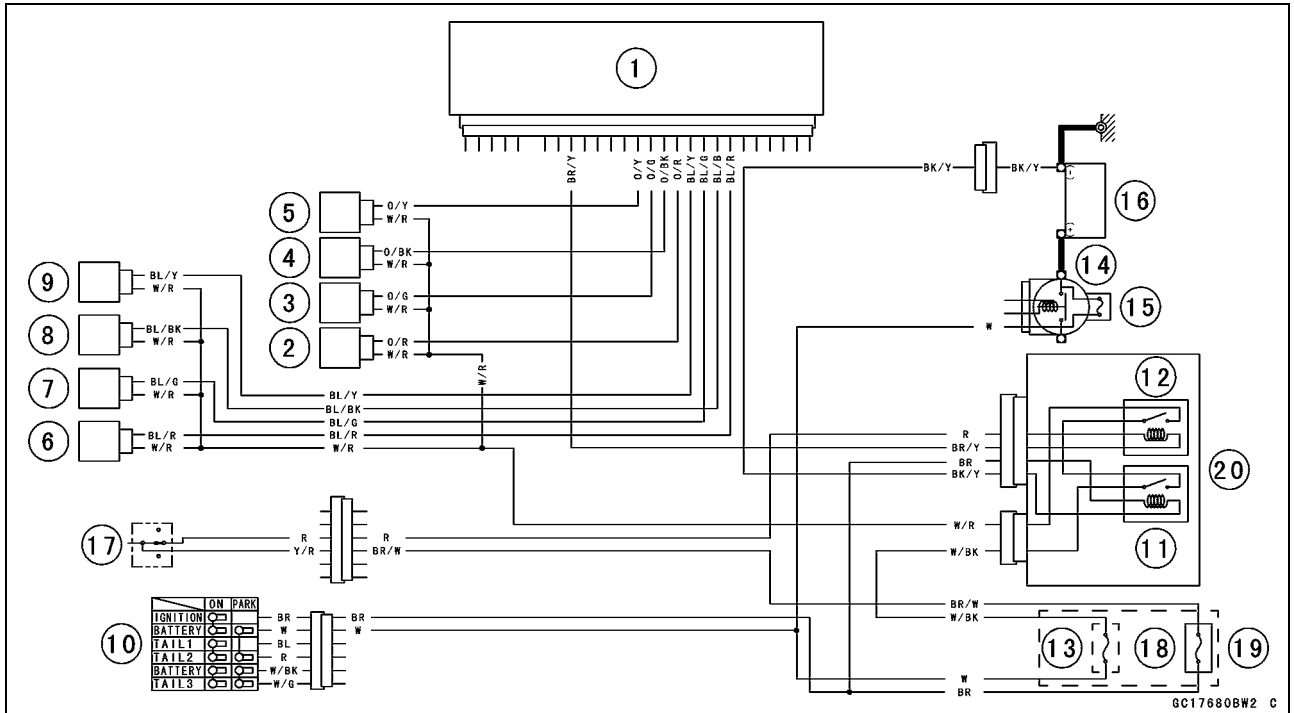 1
BR/Y
O/Y
O/G
O/BK
O/R
BL/Y
BL/G
BL/B
BL/R
BK/Y
BK/Y
(-)
16
(+)
5
O/Y
W/R
4
O/BK
W/R
3
O/G
W/R
2
O/R
W/R
W/R
9
BL/Y
W/R
8
BL/BK
W/R
7
BL/G
W/R
6
BL/R
W/R
BL/Y
BL/BK
BL/G
BL/R
W/R
14
15
W
12
R
BR/Y
BR
BK/Y
20
W/R
W/BK
11
17
R
Y/R
R
BR/W
ON PARK
IGNITION
BATTERY
TAIL1
TAIL2
BATTERY
TAIL3
10
BR
W
BL
R
W/BK
W/G
BR
W
BR/W
W/BK
13
18
19
W
BR
GC17680BW2 C